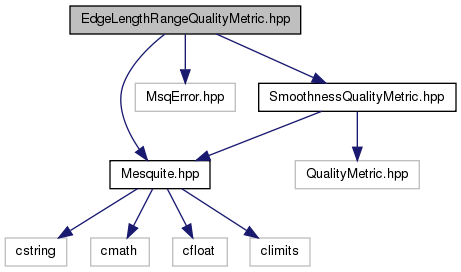 EdgeLengthRangeQualityMetric.hpp
MsqError.hpp
SmoothnessQualityMetric.hpp
Mesquite.hpp
QualityMetric.hpp
cstring
cmath
cfloat
climits